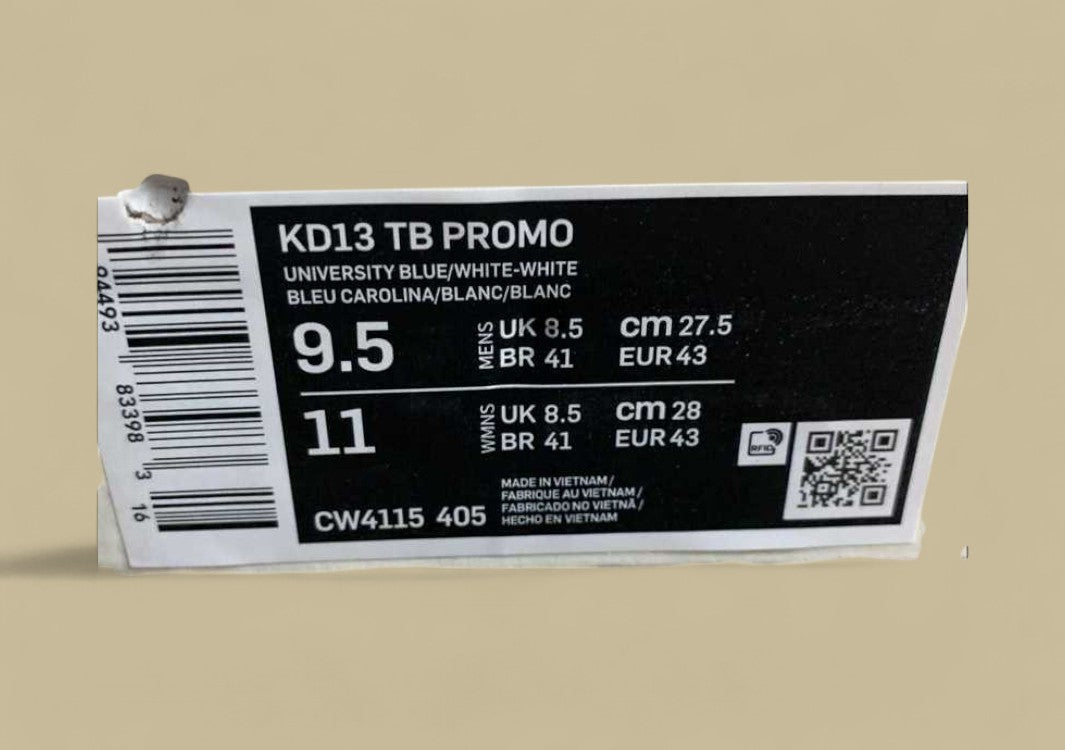 KD13 TB PROMO
UNIVERSITY BLUE/WHITE-WHITE
BLEU CAROLINA/BLANC/BLANC
9.5 MENS UK 8.5 cm 27.5
BR 41 EUR 43
11 WMNS UK 8.5 cm 28
BR 41 EUR 43
RFID
CW4115 405
MADE IN VIETNAM/
FABRIQUE AU VIETNAM/
FABRICADO NO VIETNÃ/
HECHO EN VIETNAM
83398 3 16